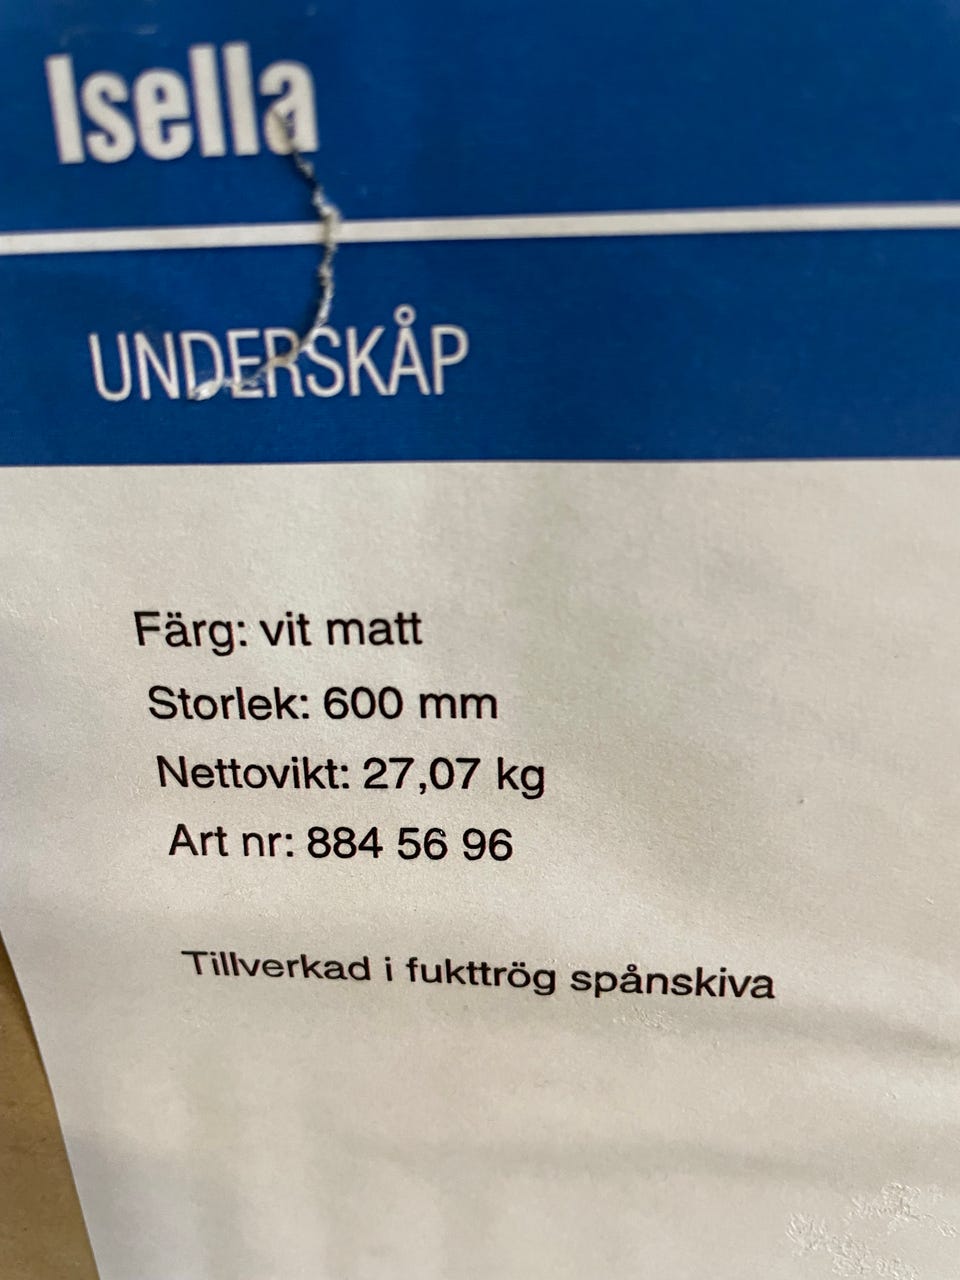 Isella
UNDERSKÅP
Färg: vit matt
Storlek: 600 mm
Nettovikt: 27,07 kg
Art nr: 884 56 96
Tillverkad i fukttrög spånskiva